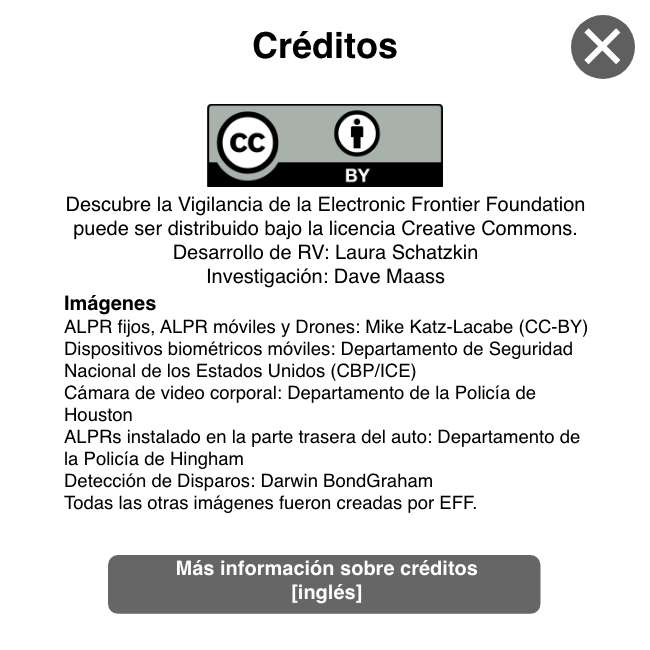 Créditos
CC
BY
Descubre la Vigilancia de la Electronic Frontier Foundation
puede ser distribuido bajo la licencia Creative Commons.
Desarrollo de RV: Laura Schatzkin
Investigación: Dave Maass
Imágenes
ALPR fijos, ALPR móviles y Drones: Mike Katz-Lacabe (CC-BY)
Dispositivos biométricos móviles: Departamento de Seguridad
Nacional de los Estados Unidos (CBP/ICE)
Cámara de video corporal: Departamento de la Policía de
Houston
ALPRs instalado en la parte trasera del auto: Departamento de
la Policía de Hingham
Detección de Disparos: Darwin BondGraham
Todas las otras imágenes fueron creadas por EFF.
Más información sobre créditos
[inglés]